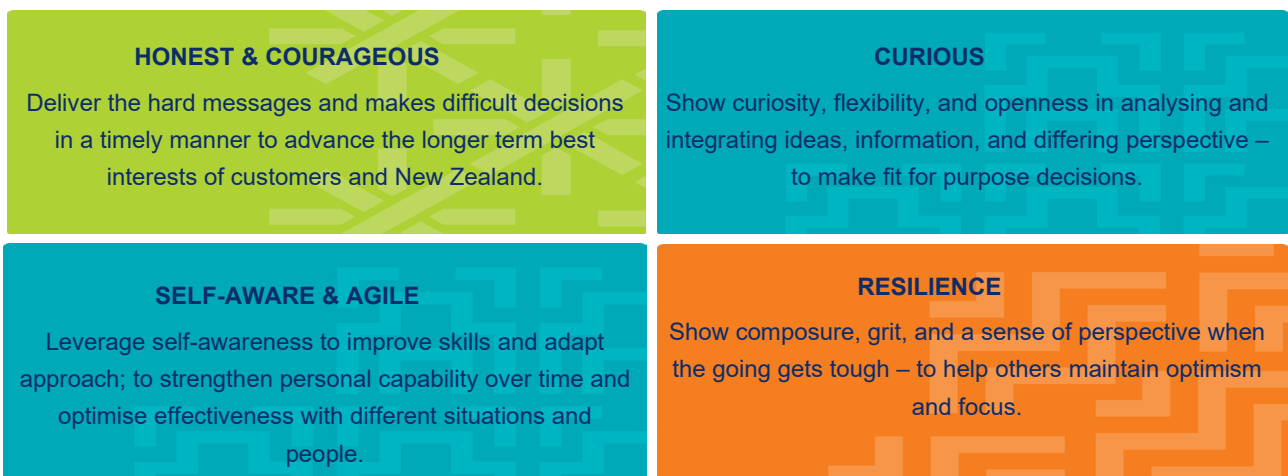 HONEST & COURAGEOUS
Deliver the hard messages and makes difficult decisions
in a timely manner to advance the longer term best
interests of customers and New Zealand.
CURIOUS
Show curiosity, flexibility, and openness in analysing and
integrating ideas, information, and differing perspective –
to make fit for purpose decisions.
SELF-AWARE & AGILE
Leverage self-awareness to improve skills and adapt
approach; to strengthen personal capability over time and
optimise effectiveness with different situations and
people.
RESILIENCE
Show composure, grit, and a sense of perspective when
the going gets tough – to help others maintain optimism
and focus.